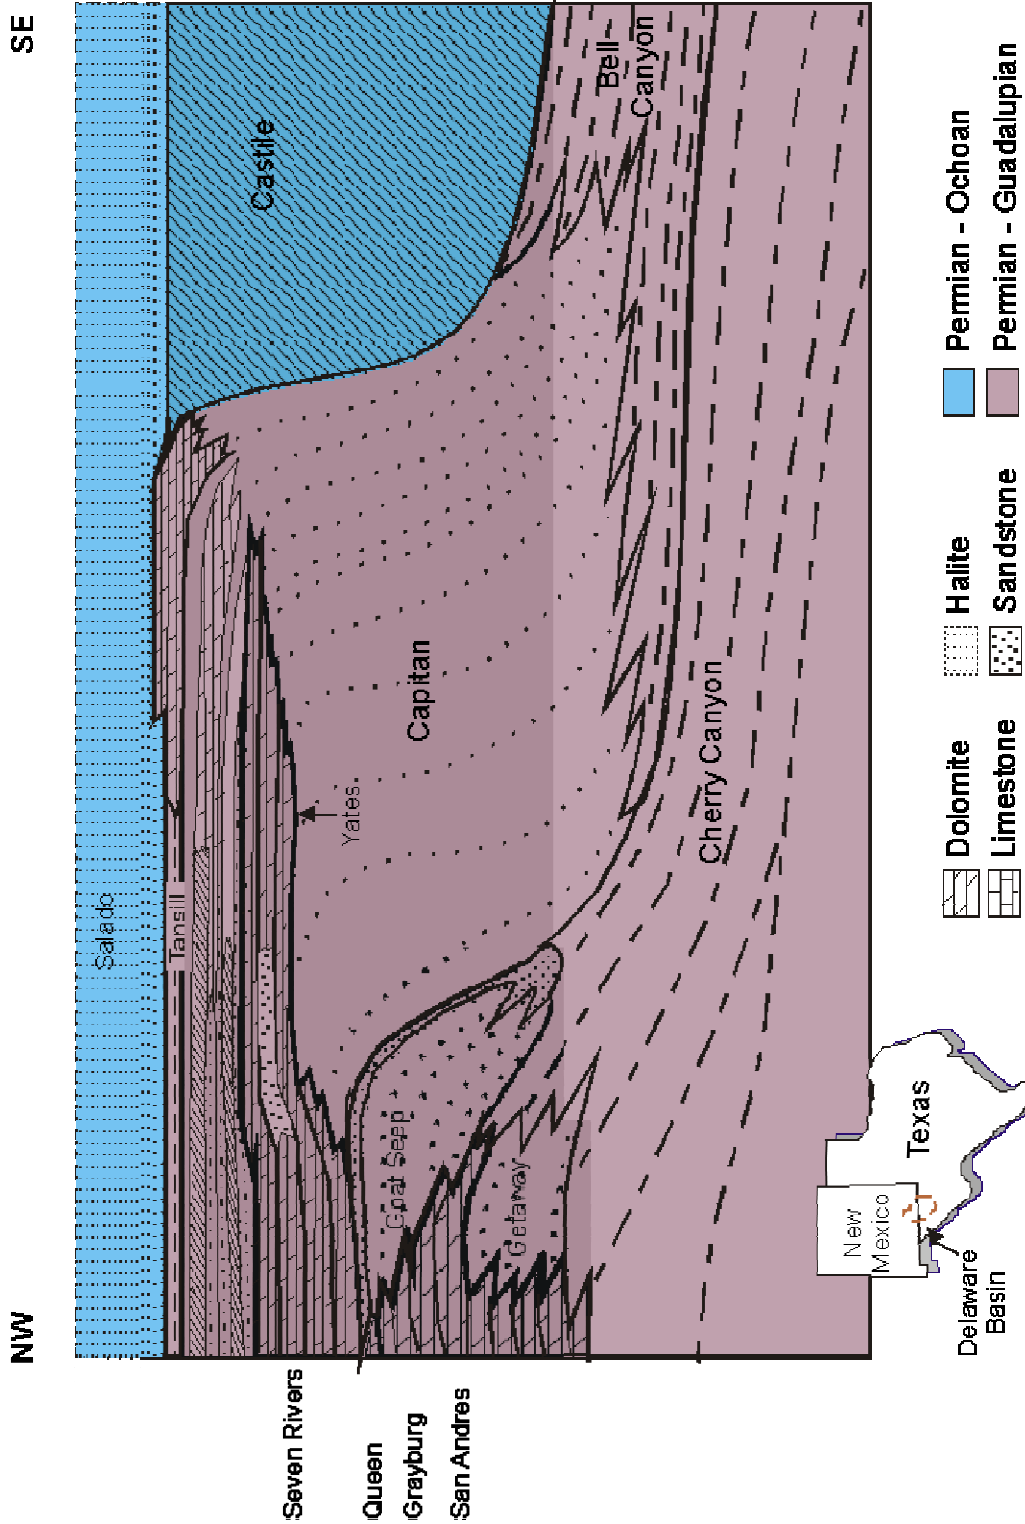 NW
SE
Salado
Castile
Tansill
Yates
Capitan
Bell
Canyon
Goat Seep
Getaway
Cherry Canyon
Seven Rivers
Queen
Grayburg
San Andres
New
Mexico
Texas
Delaware
Basin
Dolomite
Limestone
Halite
Sandstone
Permian - Ochoan
Permian - Guadalupian